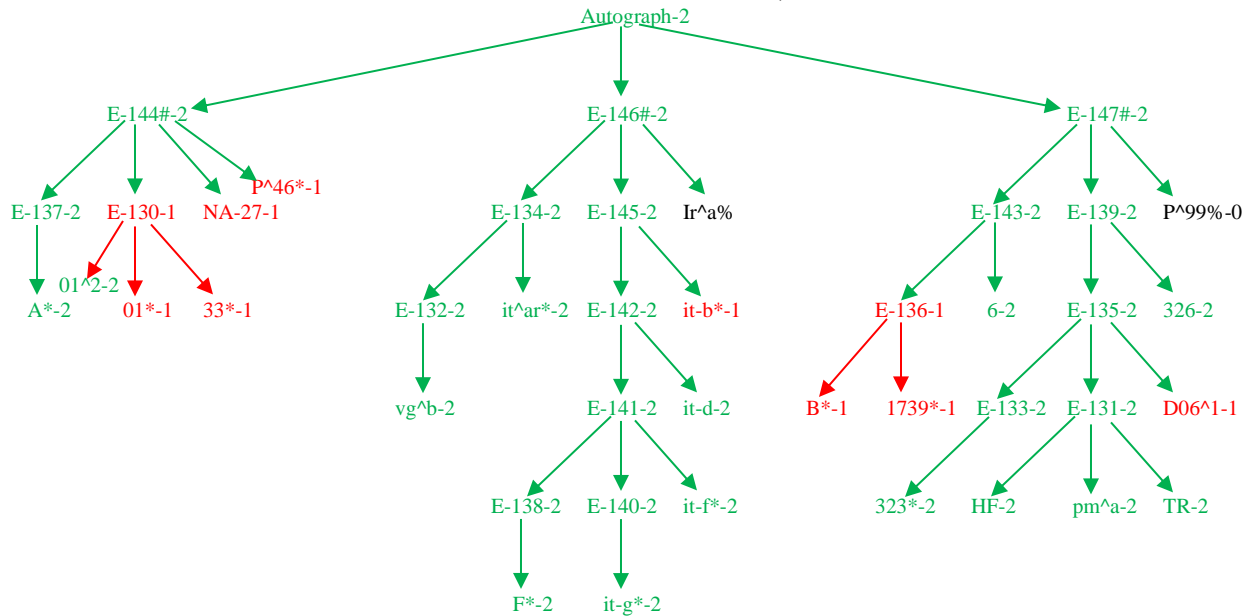 Autograph-2
E-144#-2 E-146#-2 E-147#-2
P^46*-1
E-137-2 E-130-1 NA-27-1 E-134-2 E-145-2 Ir^a% E-143-2 E-139-2 P^99%-0
01^2-2
A*-2 01*-1 33*-1 E-132-2 it^ar*-2 E-142-2 it-b*-1 E-136-1 6-2 E-135-2 326-2
vg^b-2 E-141-2 it-d-2 B*-1 1739*-1 E-133-2 E-131-2 D06^1-1
E-138-2 E-140-2 it-f*-2 323*-2 HF-2 pm^a-2 TR-2
F*-2 it-g*-2